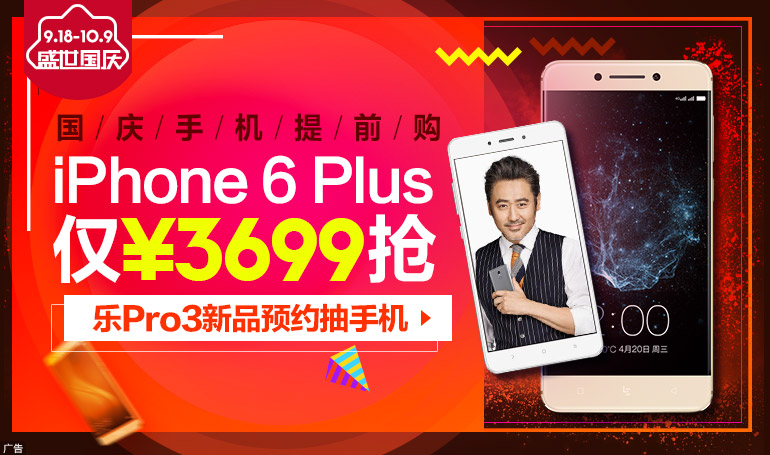 9.18-10.9
盛世国庆
国/庆/手/机/提/前/购
iPhone 6 Plus
仅¥3699抢
乐Pro3新品预约抽手机
:00
°C 4月20日 周三
广告